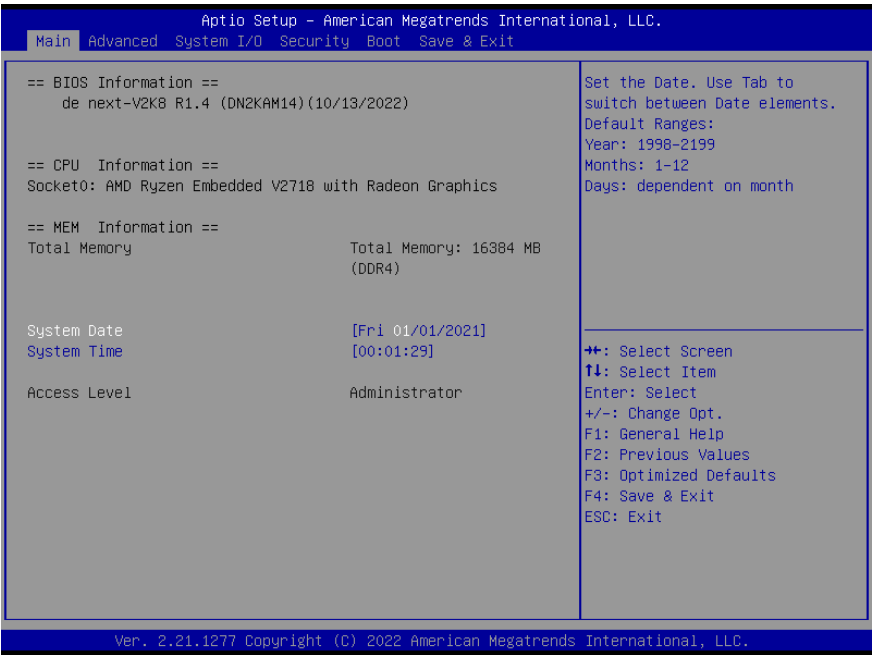 Aptio Setup – American Megatrends International, LLC.
Main Advanced System I/O Security Boot Save & Exit
== BIOS Information ==
de next-V2K8 R1.4 (DN2KAM14)(10/13/2022)
== CPU Information ==
Socket0: AMD Ryzen Embedded V2718 with Radeon Graphics
== MEM Information ==
Total Memory Total Memory: 16384 MB
(DDR4)
System Date [Fri 01/01/2021]
System Time [00:01:29]
Access Level Administrator
Set the Date. Use Tab to
switch between Date elements.
Default Ranges:
Year: 1998-2199
Months: 1-12
Days: dependent on month
→←: Select Screen
↑↓: Select Item
Enter: Select
+/-: Change Opt.
F1: General Help
F2: Previous Values
F3: Optimized Defaults
F4: Save & Exit
ESC: Exit
Ver. 2.21.1277 Copyright (C) 2022 American Megatrends International, LLC.